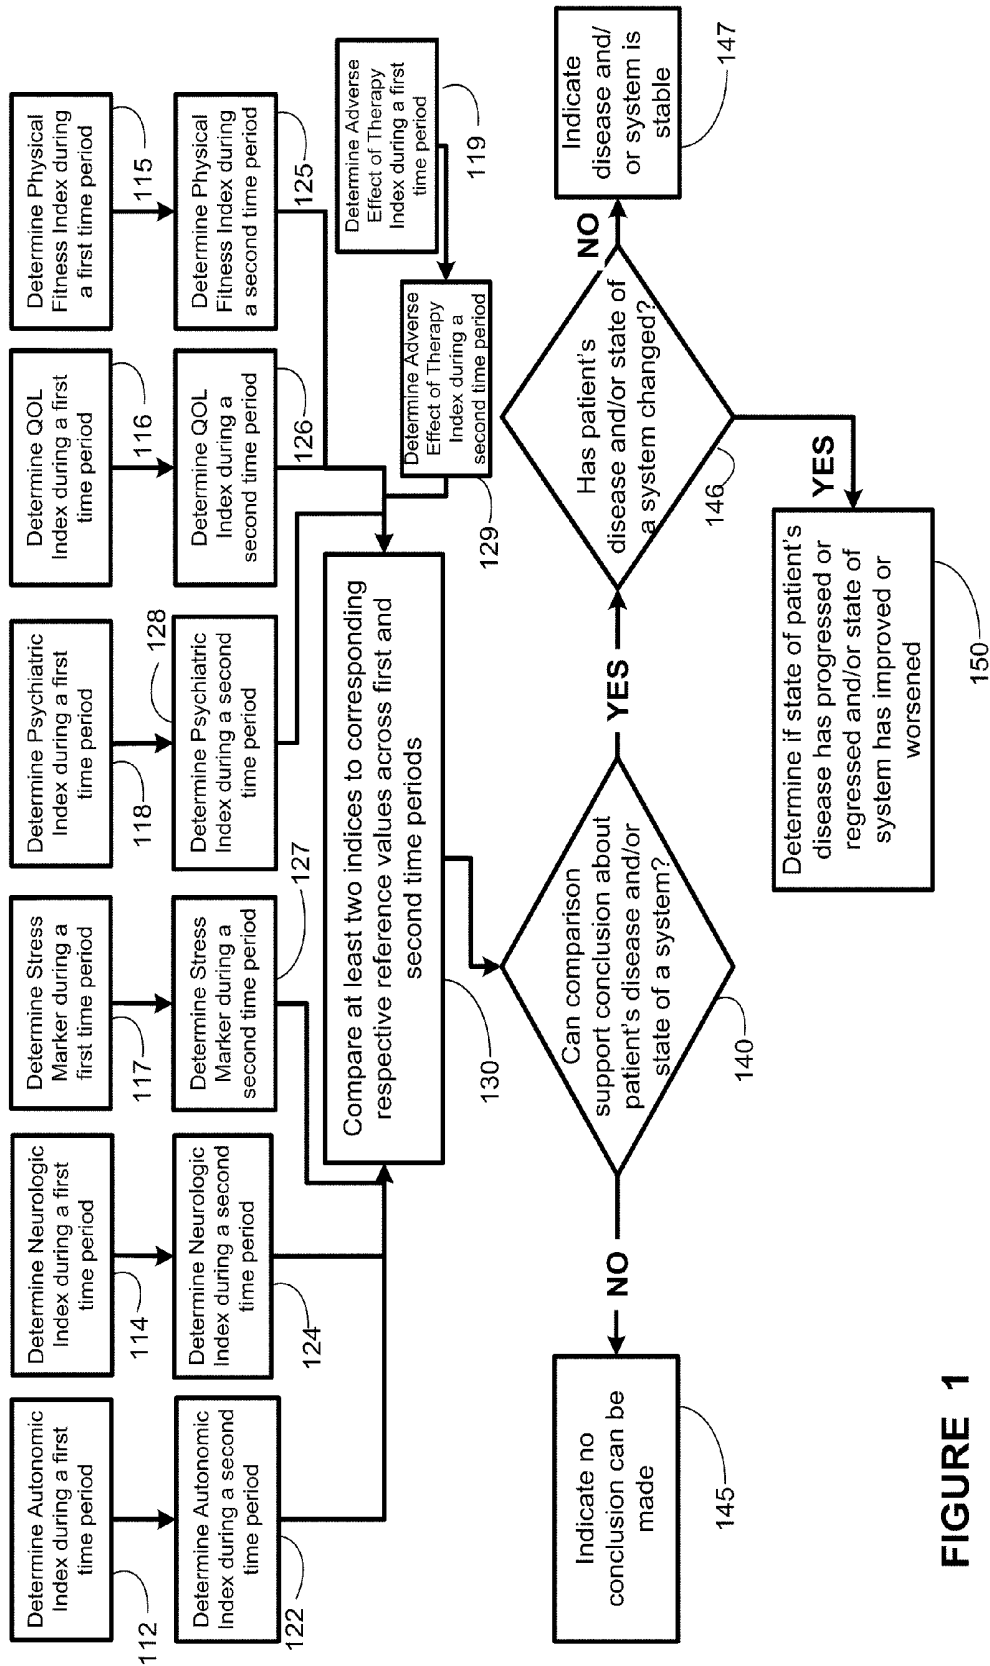 Determine Autonomic
Index during a first
time period
112
Determine Neurologic
Index during a first
time period
114
Determine Stress
Marker during a
first time period
117
Determine Psychiatric
Index during a first
time period
118
Determine QOL
Index during a first
time period
116
Determine Physical
Fitness Index during
a first time period
115
Determine Autonomic
Index during a second
time period
122
Determine Neurologic
Index during a second
time period
124
Determine Stress
Marker during a
second time period
127
Determine Psychiatric
Index during a second
time period
128
Determine QOL
Index during a
second time period
126
Determine Physical
Fitness Index during
a second time period
125
Determine Adverse
Effect of Therapy
Index during a first
time period
119
Determine Adverse
Effect of Therapy
Index during a
second time period
129
Compare at least two indices to corresponding
respective reference values across first and
second time periods
130
Can comparison
support conclusion about
patient's disease and/or
state of a system?
140
NO
Indicate no
conclusion can be
made
145
YES
Has patient's
disease and/or state of
a system changed?
146
NO
Indicate
disease and/
or system is
stable
147
YES
Determine if state of patient's
disease has progressed or
regressed and/or state of
system has improved or
worsened
150
FIGURE 1